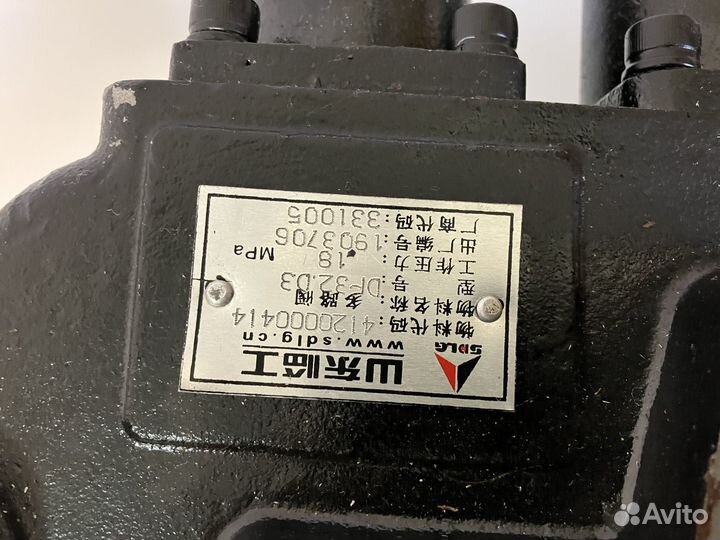 SDLG
山东临工
www.sdlg.cn
物料代码：4120000414
物料名称：多路阀
型 号：DF32.D3
工作压力：18 MPa
出厂编号：1903706
厂商代码：331005
Avito